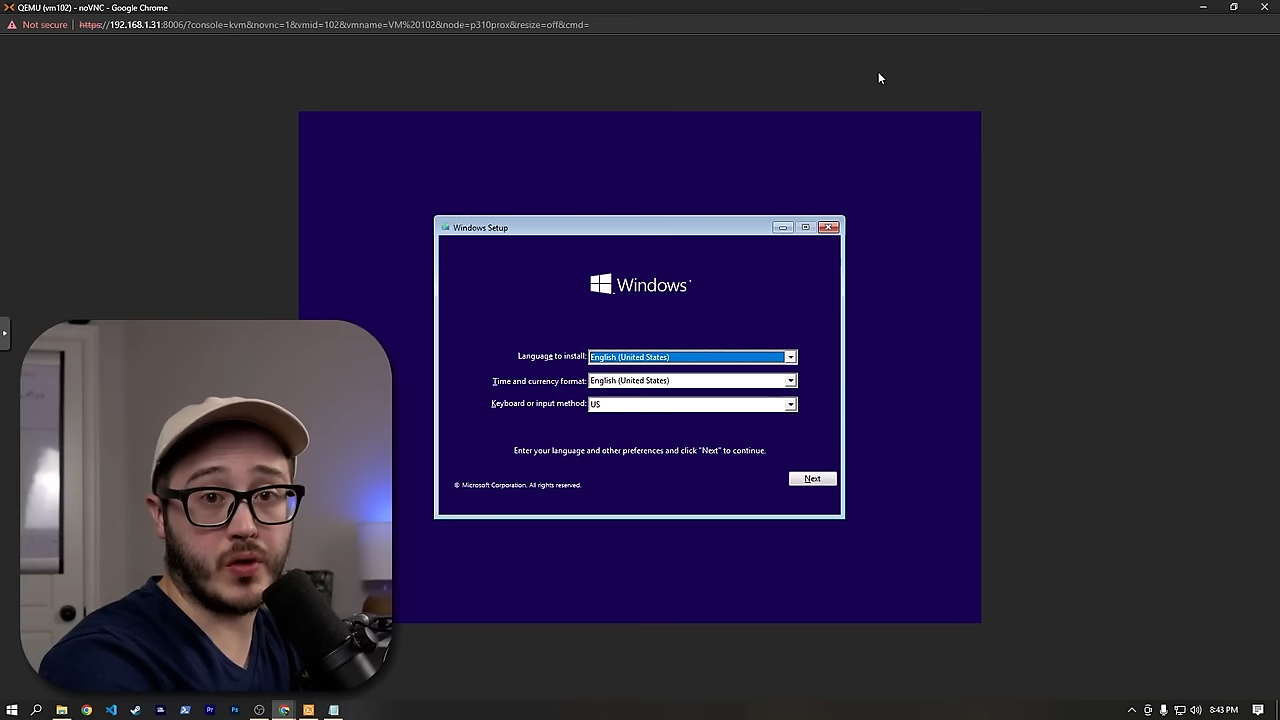 QEMU (vm102) - noVNC - Google Chrome
Not secure https://192.168.1.31:8006/?console=kvm&novnc=1&vmid=102&vmname=VM%20102&node=p310prox&resize=off&cmd=
Windows Setup
Windows
Language to install: English (United States)
Time and currency format: English (United States)
Keyboard or input method: US
Enter your language and other preferences and click "Next" to continue.
Next
© Microsoft Corporation. All rights reserved.
Pr
Ps
8:43 PM